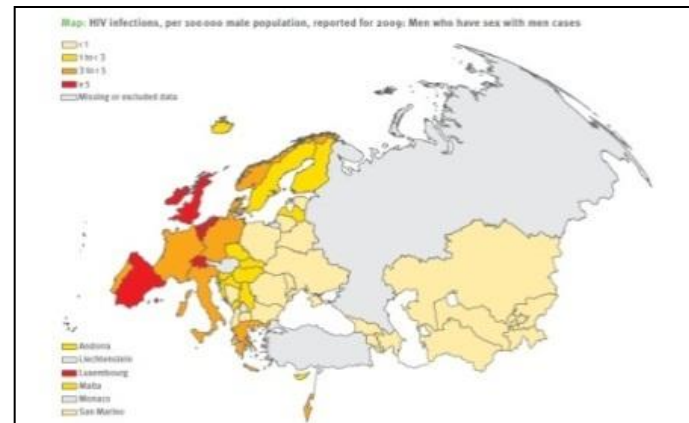 Map: HIV infections, per 100 000 male population, reported for 2009: Men who have sex with men cases
< 1
1 to < 3
3 to < 5
≥ 5
Missing or excluded data
Andorra
Liechtenstein
Luxembourg
Malta
Monaco
San Marino